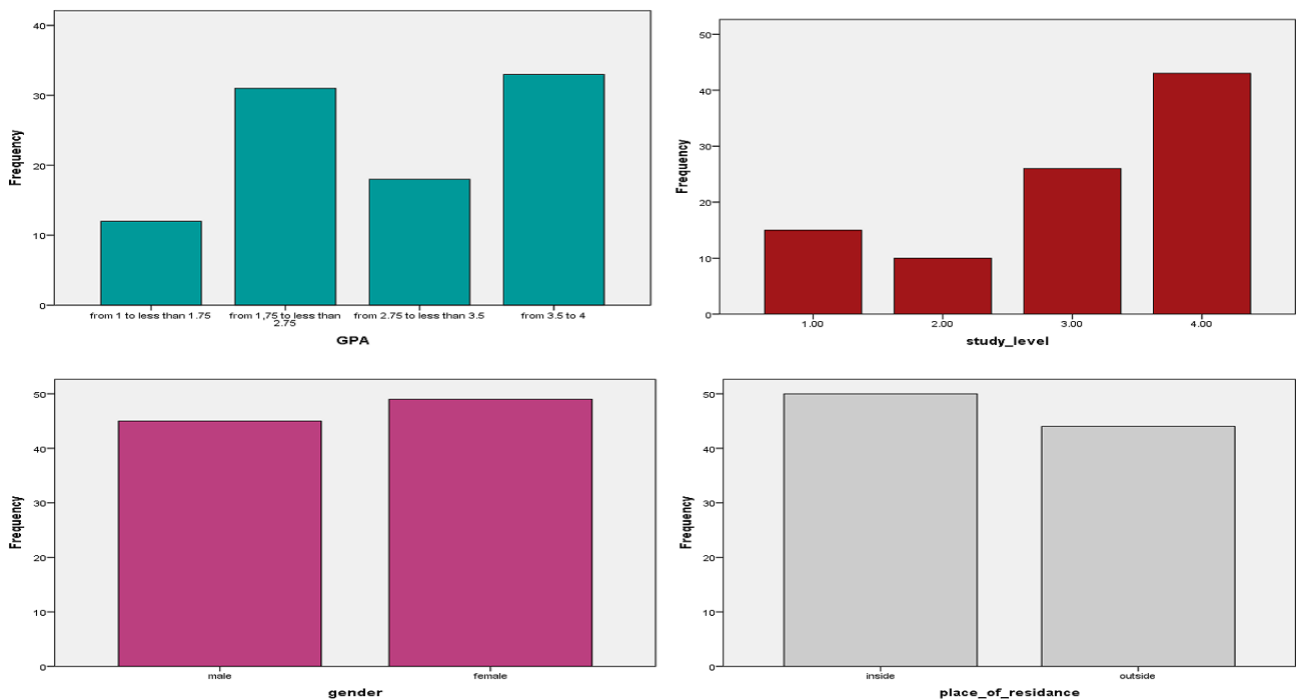 40
30
20
10
0
Frequency
from 1 to less than 1.75
from 1,75 to less than
2.75
from 2.75 to less than 3.5
from 3.5 to 4
GPA
50
40
30
20
10
0
Frequency
1.00
2.00
3.00
4.00
study_level
50
40
30
20
10
0
Frequency
male
female
gender
50
40
30
20
10
0
Frequency
inside
outside
place_of_residance